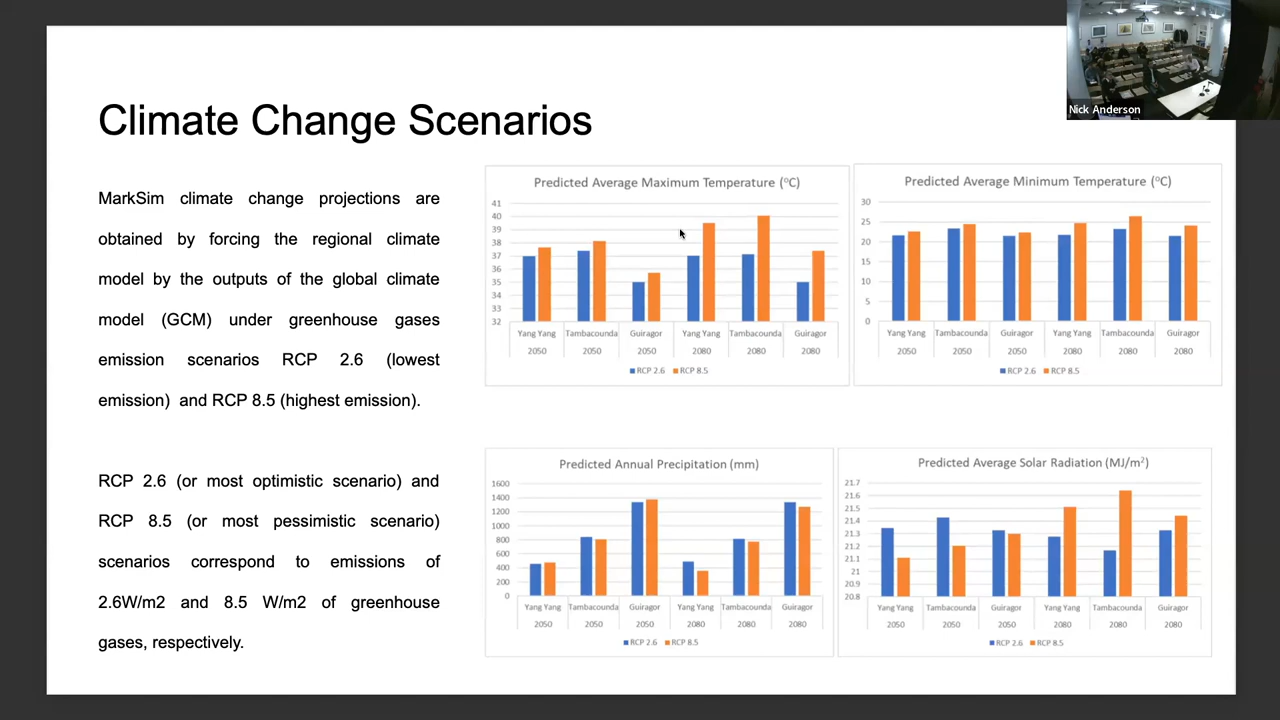 Nick Anderson
Climate Change Scenarios
MarkSim climate change projections are
obtained by forcing the regional climate
model by the outputs of the global climate
model (GCM) under greenhouse gases
emission scenarios RCP 2.6 (lowest
emission) and RCP 8.5 (highest emission).
RCP 2.6 (or most optimistic scenario) and
RCP 8.5 (or most pessimistic scenario)
scenarios correspond to emissions of
2.6W/m2 and 8.5 W/m2 of greenhouse
gases, respectively.
Predicted Average Maximum Temperature (°C)
41
40
39
38
37
36
35
34
33
32
Yang Yang Tambacounda Guiragor Yang Yang Tambacounda Guiragor
2050 2050 2050 2080 2080 2080
RCP 2.6 RCP 8.5
Predicted Average Minimum Temperature (°C)
30
25
20
15
10
5
0
Yang Yang Tambacounda Guiragor Yang Yang Tambacounda Guiragor
2050 2050 2050 2080 2080 2080
RCP 2.6 RCP 8.5
Predicted Annual Precipitation (mm)
1600
1400
1200
1000
800
600
400
200
0
Yang Yang Tambacounda Guiragor Yang Yang Tambacounda Guiragor
2050 2050 2050 2080 2080 2080
RCP 2.6 RCP 8.5
Predicted Average Solar Radiation (MJ/m²)
21.7
21.6
21.5
21.4
21.3
21.2
21.1
21
20.9
20.8
Yang Yang Tambacounda Guiragor Yang Yang Tambacounda Guiragor
2050 2050 2050 2080 2080 2080
RCP 2.6 RCP 8.5